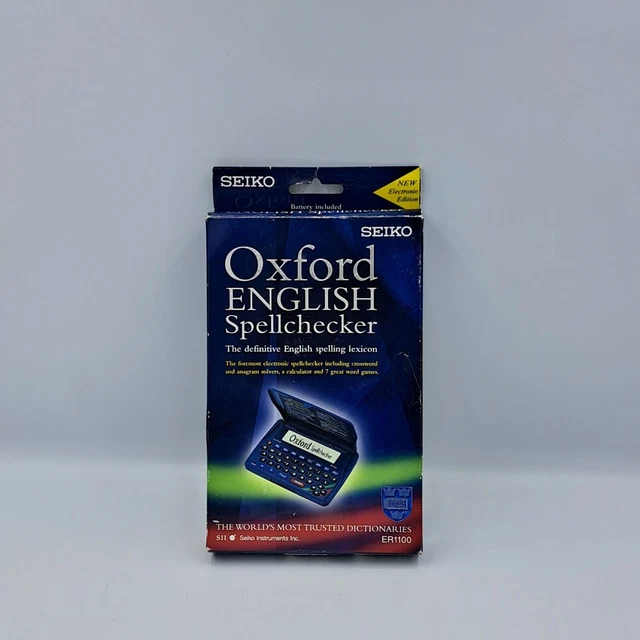 SEIKO
NEW
Electronic
Edition
Battery included
SEIKO
Oxford
ENGLISH
Spellchecker
The definitive English spelling lexicon
The foremost electronic spellchecker including crossword
and anagram solvers, a calculator and 7 great word games.
Oxford Spellchecker
THE WORLD'S MOST TRUSTED DICTIONARIES
SII Seiko Instruments Inc.
ER1100